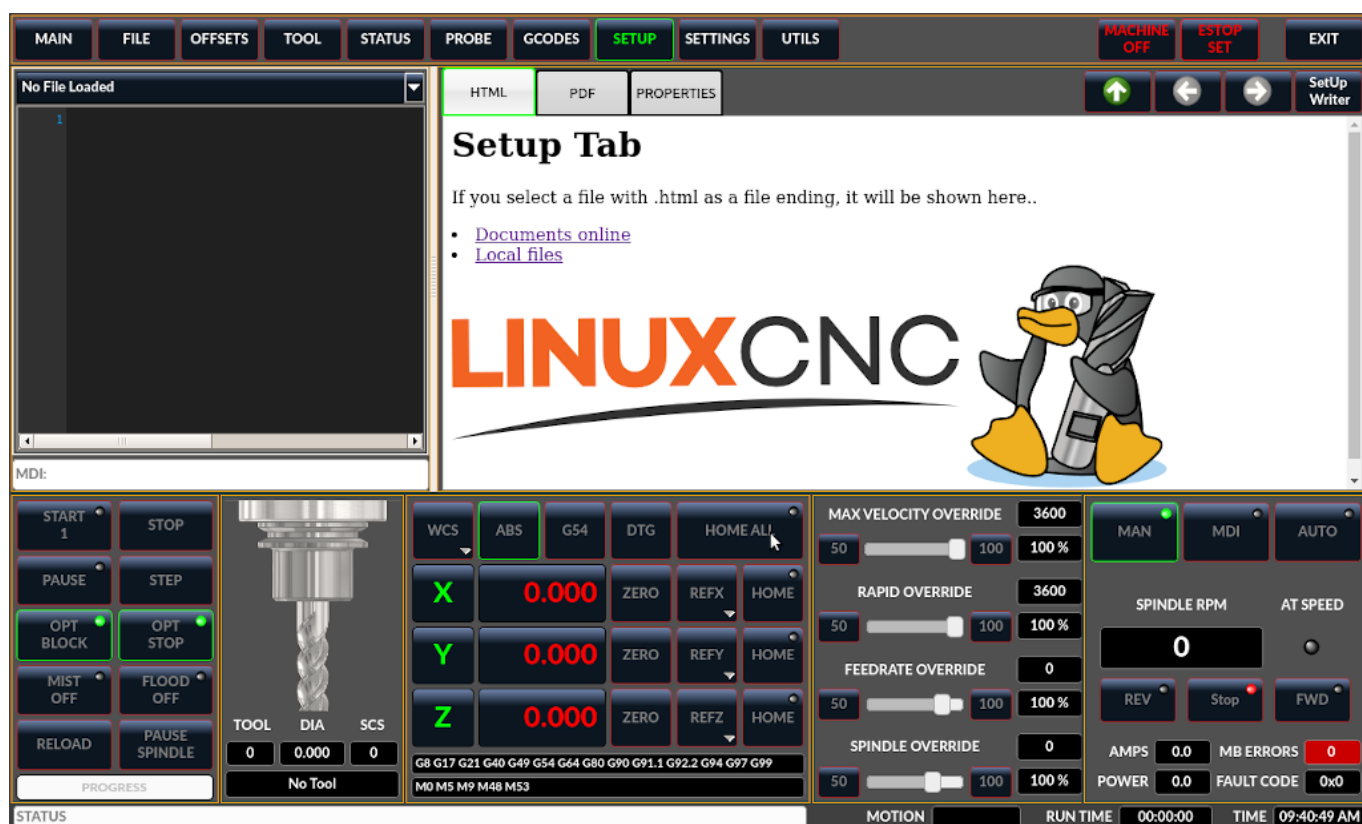 MAIN FILE OFFSETS TOOL STATUS PROBE GCODES SETUP SETTINGS UTILS MACHINE OFF ESTOP SET EXIT
No File Loaded
1
MDI:
HTML PDF PROPERTIES SetUp Writer
Setup Tab
If you select a file with .html as a file ending, it will be shown here..
• Documents online
• Local files
LINUXCNC
START 1 STOP
PAUSE STEP
OPT BLOCK OPT STOP
MIST OFF FLOOD OFF
RELOAD PAUSE SPINDLE
PROGRESS
TOOL DIA SCS
0 0.000 0
No Tool
WCS ABS G54 DTG HOME ALL
X 0.000 ZERO REFX HOME
Y 0.000 ZERO REFY HOME
Z 0.000 ZERO REFZ HOME
G8 G17 G21 G40 G49 G54 G64 G80 G90 G91.1 G92.2 G94 G97 G99
M0 M5 M9 M48 M53
MAX VELOCITY OVERRIDE 3600
50 100 100 %
RAPID OVERRIDE 3600
50 100 100 %
FEEDRATE OVERRIDE 0
50 100 100 %
SPINDLE OVERRIDE 0
50 100 100 %
MAN MDI AUTO
SPINDLE RPM AT SPEED
0
REV Stop FWD
AMPS 0.0 MB ERRORS 0
POWER 0.0 FAULT CODE 0x0
STATUS MOTION RUN TIME 00:00:00 TIME 09:40:49 AM